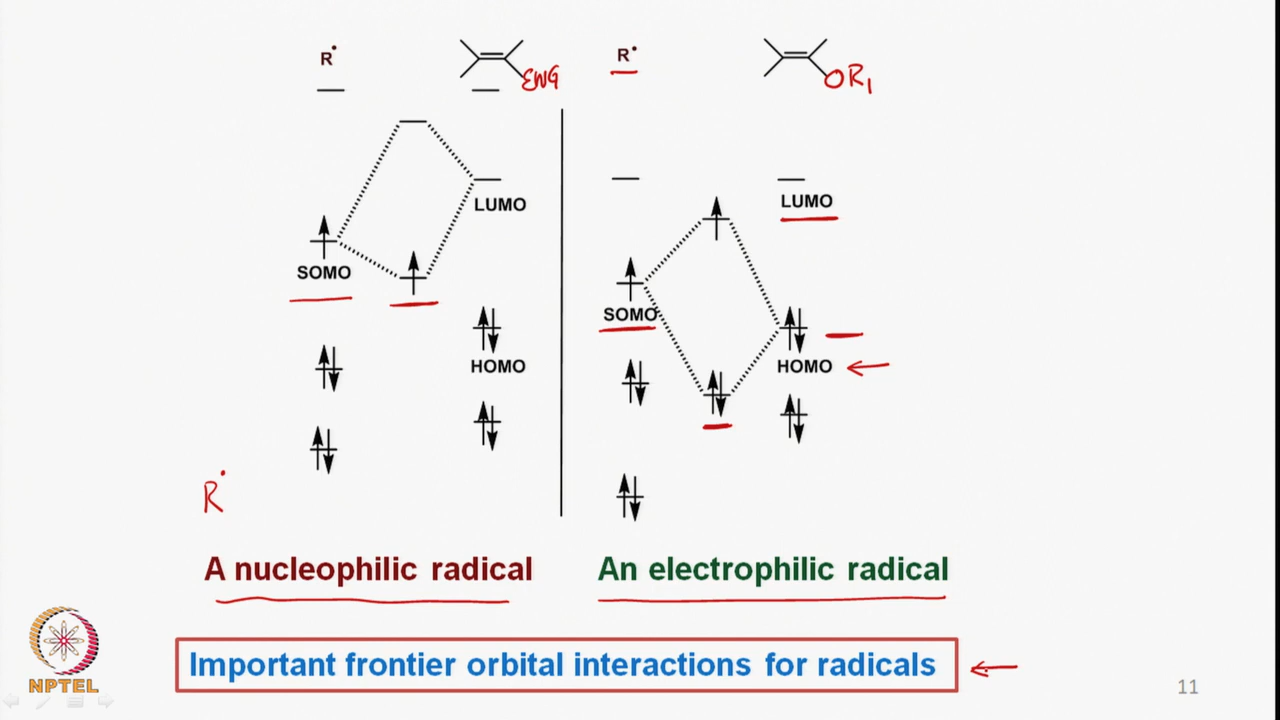 R•
EWG
R•
OR1
LUMO
SOMO
HOMO
LUMO
SOMO
HOMO
R•
A nucleophilic radical
An electrophilic radical
Important frontier orbital interactions for radicals
NPTEL
11